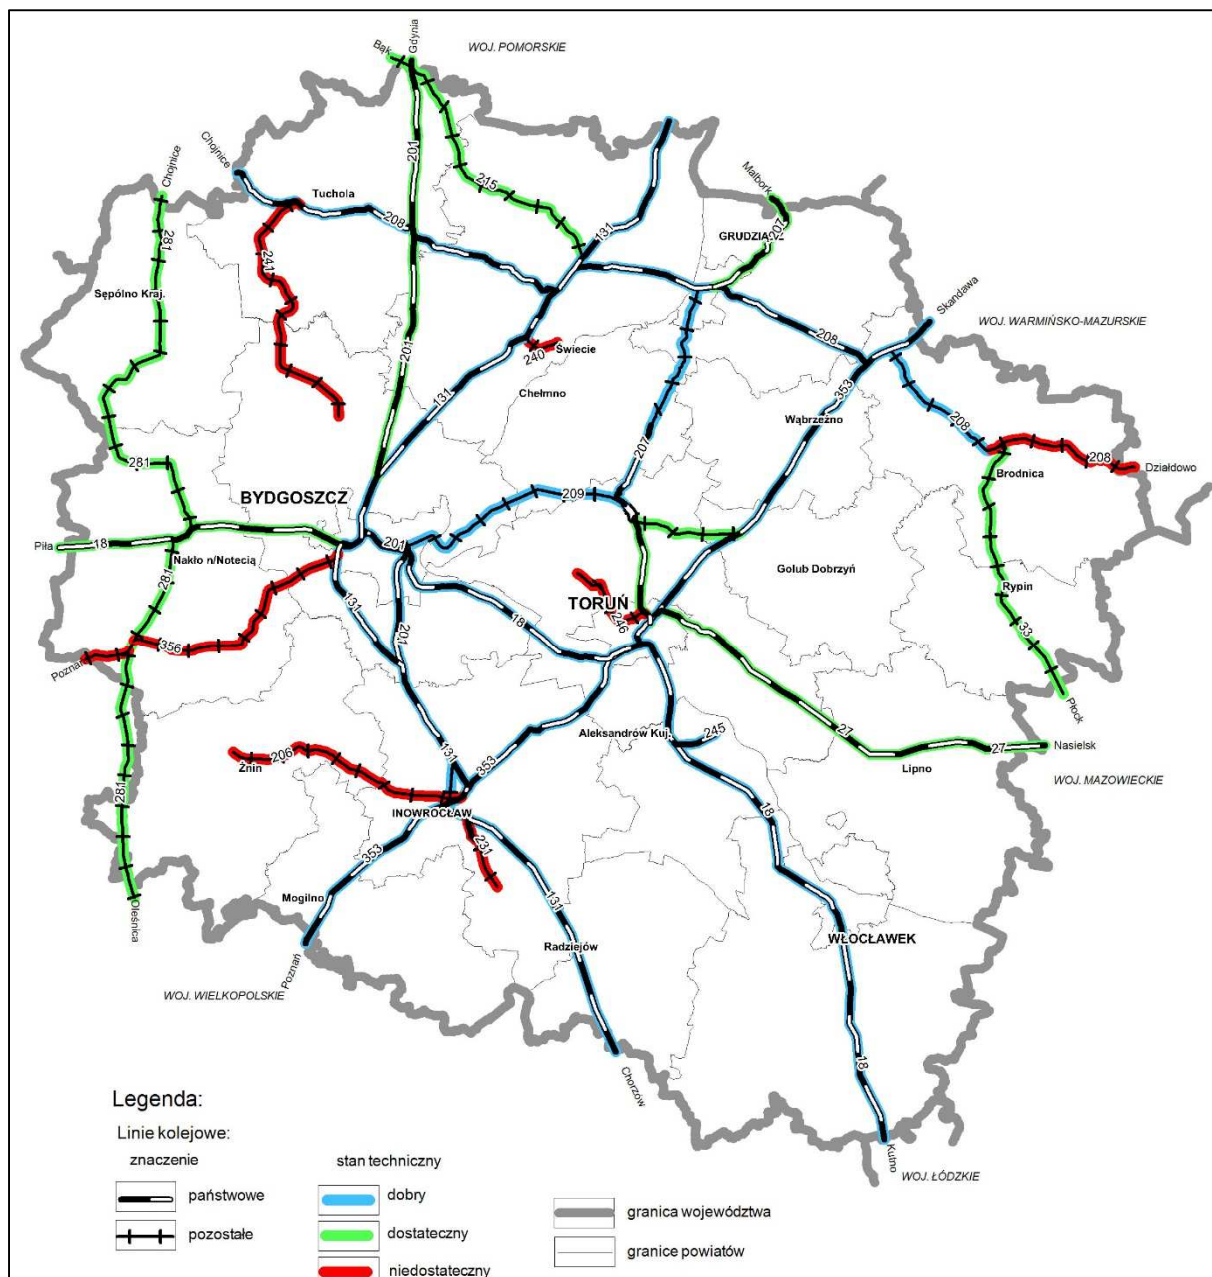 Bąk
Gdynia
WOJ. POMORSKIE
Chojnice
Chojnice
201
Malbork
Tuchola
215
208
131
GRUDZIĄDZ
207
281
241
Sępólno Kraj.
Skandawa
WOJ. WARMIŃSKO-MAZURSKIE
208
201
240
Świecie
Chełmno
131
353
Wąbrzeźno
208
207
281
BYDGOSZCZ
209
Brodnica
208
Działdowo
Piła
18
Nakło n/Notecią
201
281
Golub Dobrzyń
Rypin
TORUŃ
246
131
201
18
33
356
Poznań
Płock
Aleksandrów Kuj.
245
27
27
Nasielsk
Lipno
WOJ. MAZOWIECKIE
206
Żnin
131
353
281
INOWROCŁAW
18
231
353
Mogilno
131
Oleśnica
WŁOCŁAWEK
Radziejów
Poznań
WOJ. WIELKOPOLSKIE
18
Chorzów
Kutno
WOJ. ŁÓDZKIE
Legenda:
Linie kolejowe:
znaczenie
stan techniczny
państwowe
dobry
granica województwa
pozostałe
dostateczny
granice powiatów
niedostateczny